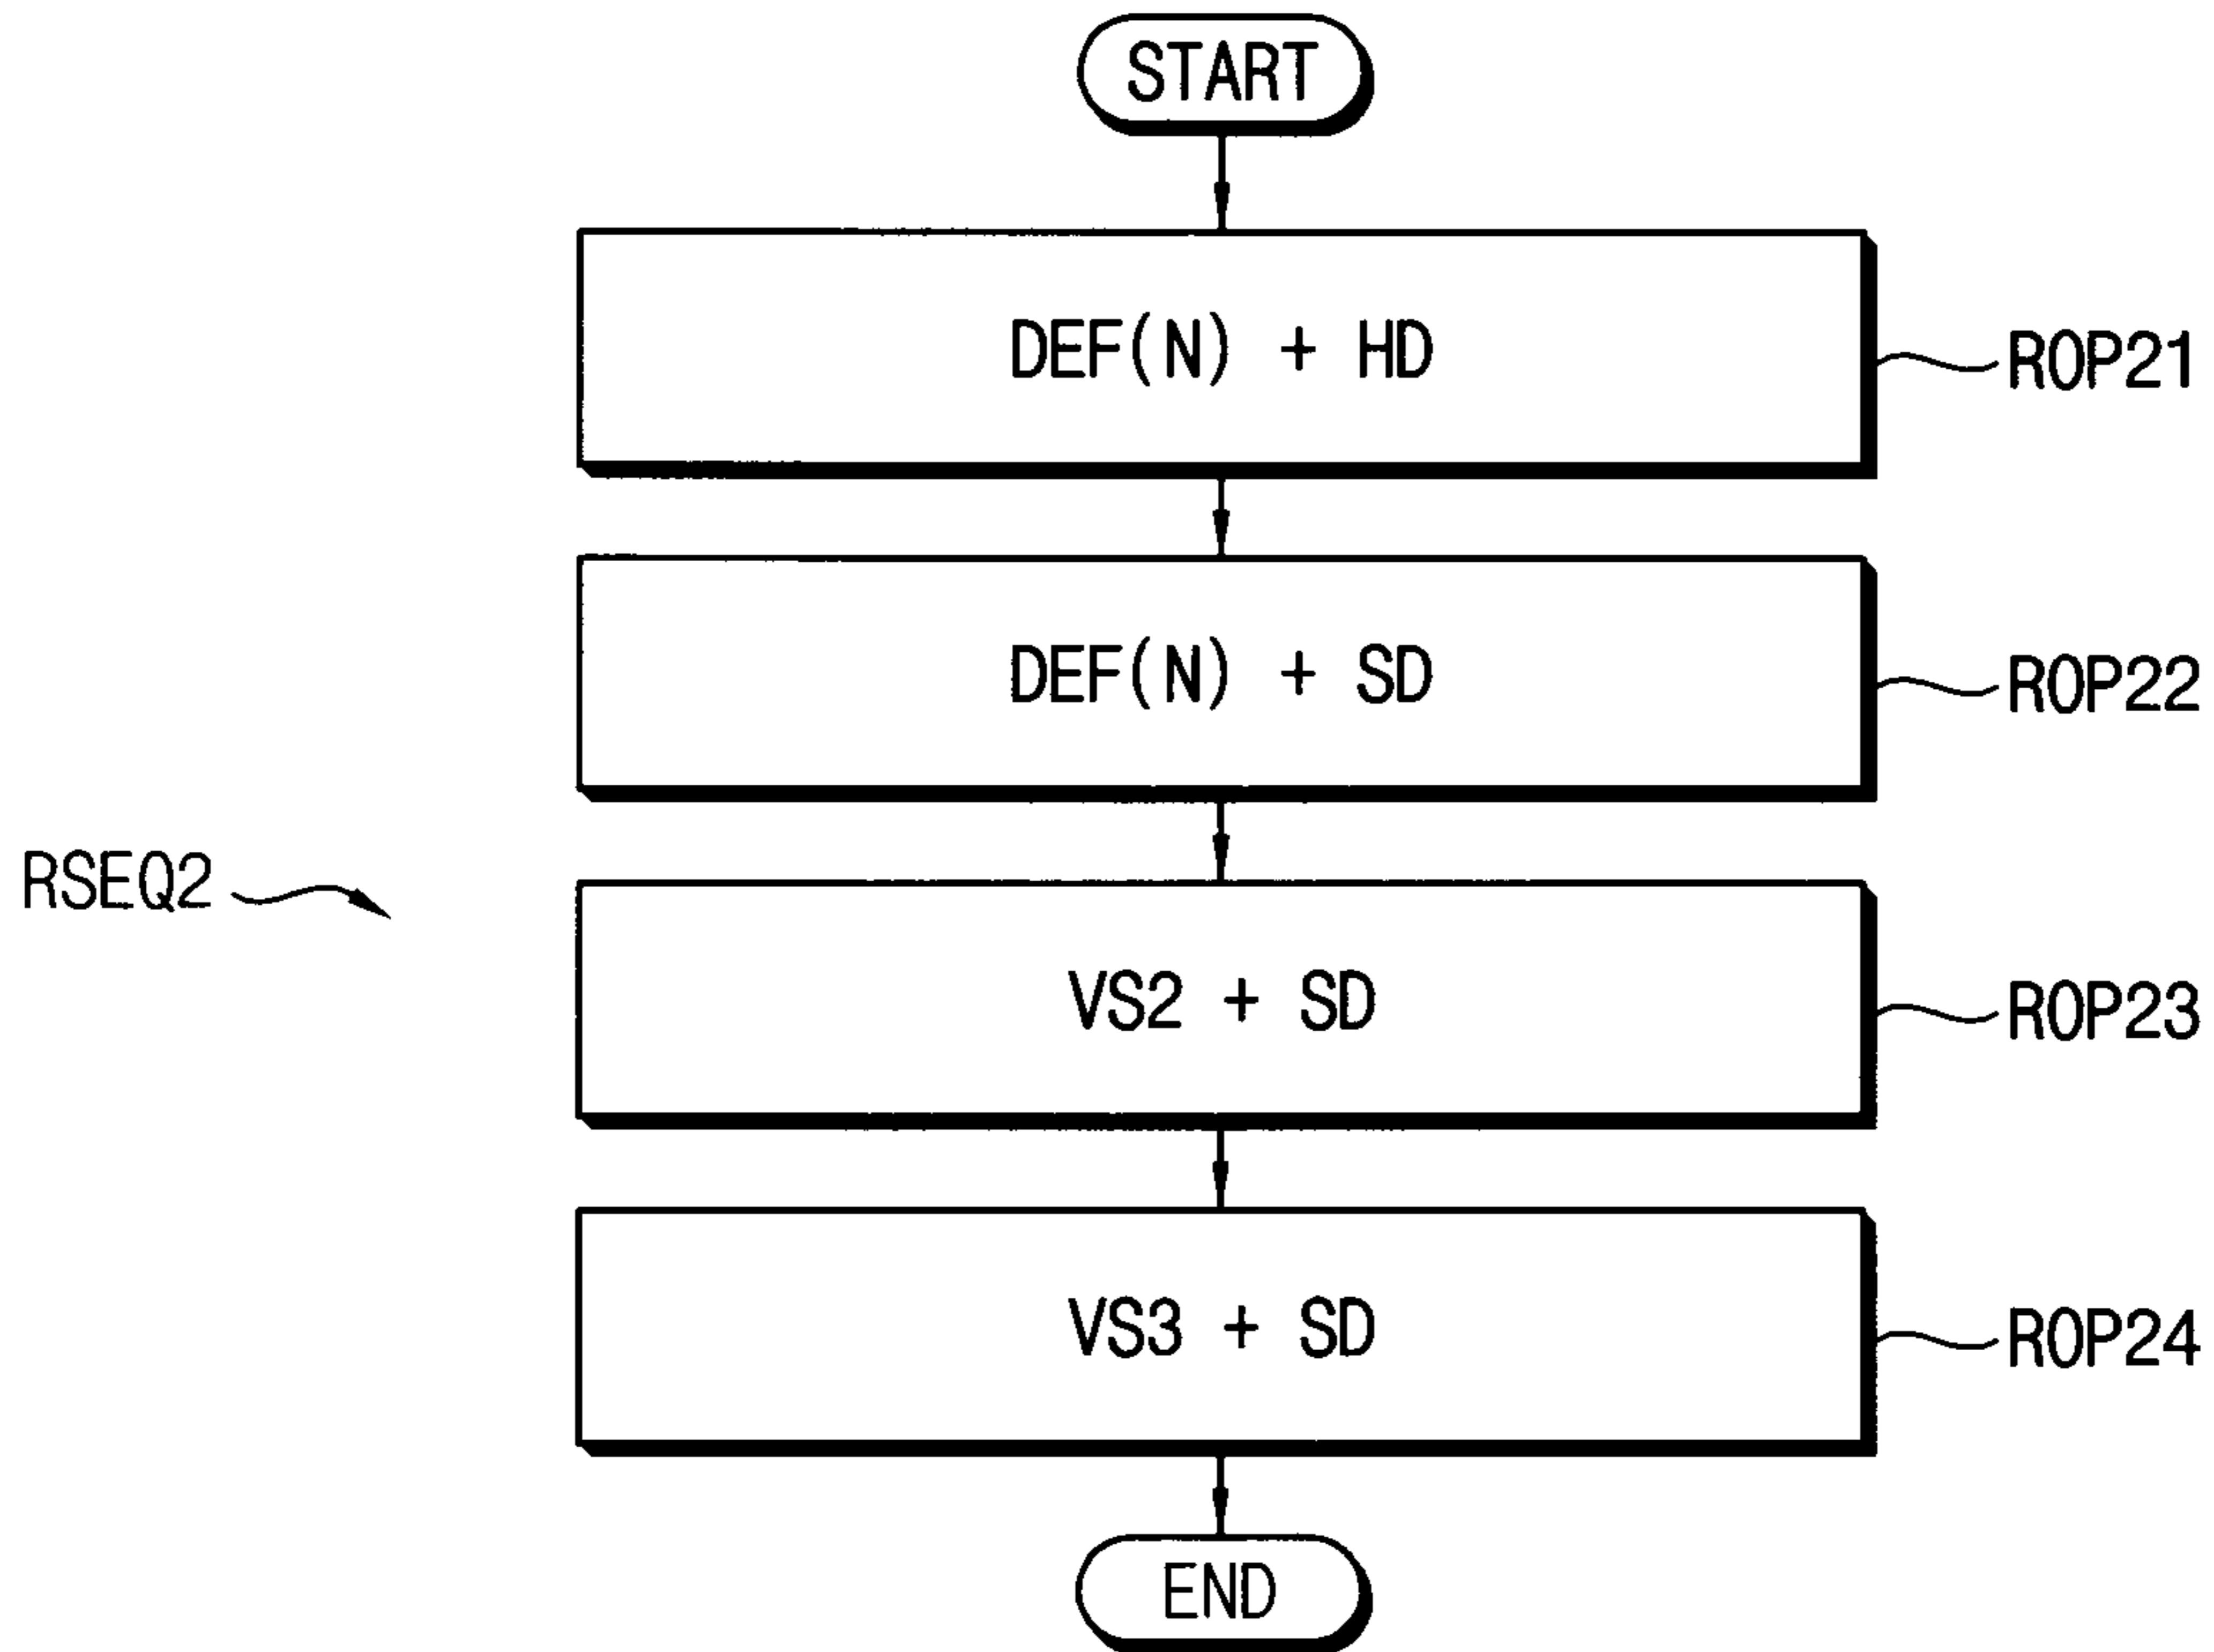 START
DEF(N) + HD
ROP21
DEF(N) + SD
ROP22
RSEQ2
VS2 + SD
ROP23
VS3 + SD
ROP24
END